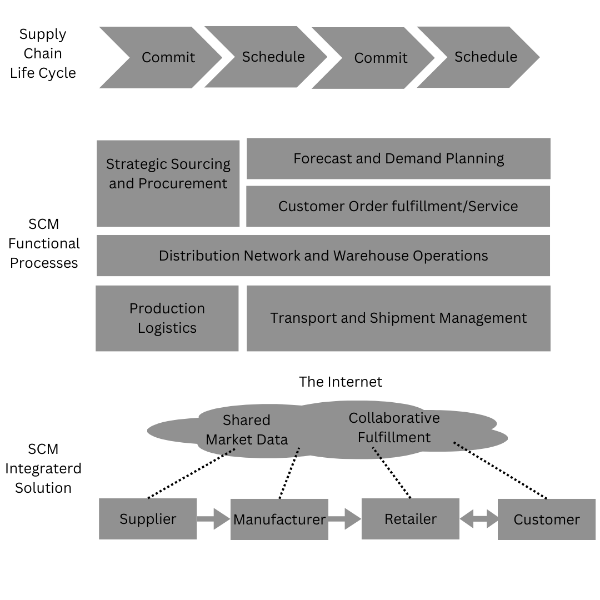 Supply
Chain
Life Cycle
Commit
Schedule
Commit
Schedule
SCM
Functional
Processes
Strategic Sourcing
and Procurement
Forecast and Demand Planning
Customer Order fulfillment/Service
Distribution Network and Warehouse Operations
Production
Logistics
Transport and Shipment Management
The Internet
SCM
Integraterd
Solution
Shared
Market Data
Collaborative
Fulfillment
Supplier
Manufacturer
Retailer
Customer